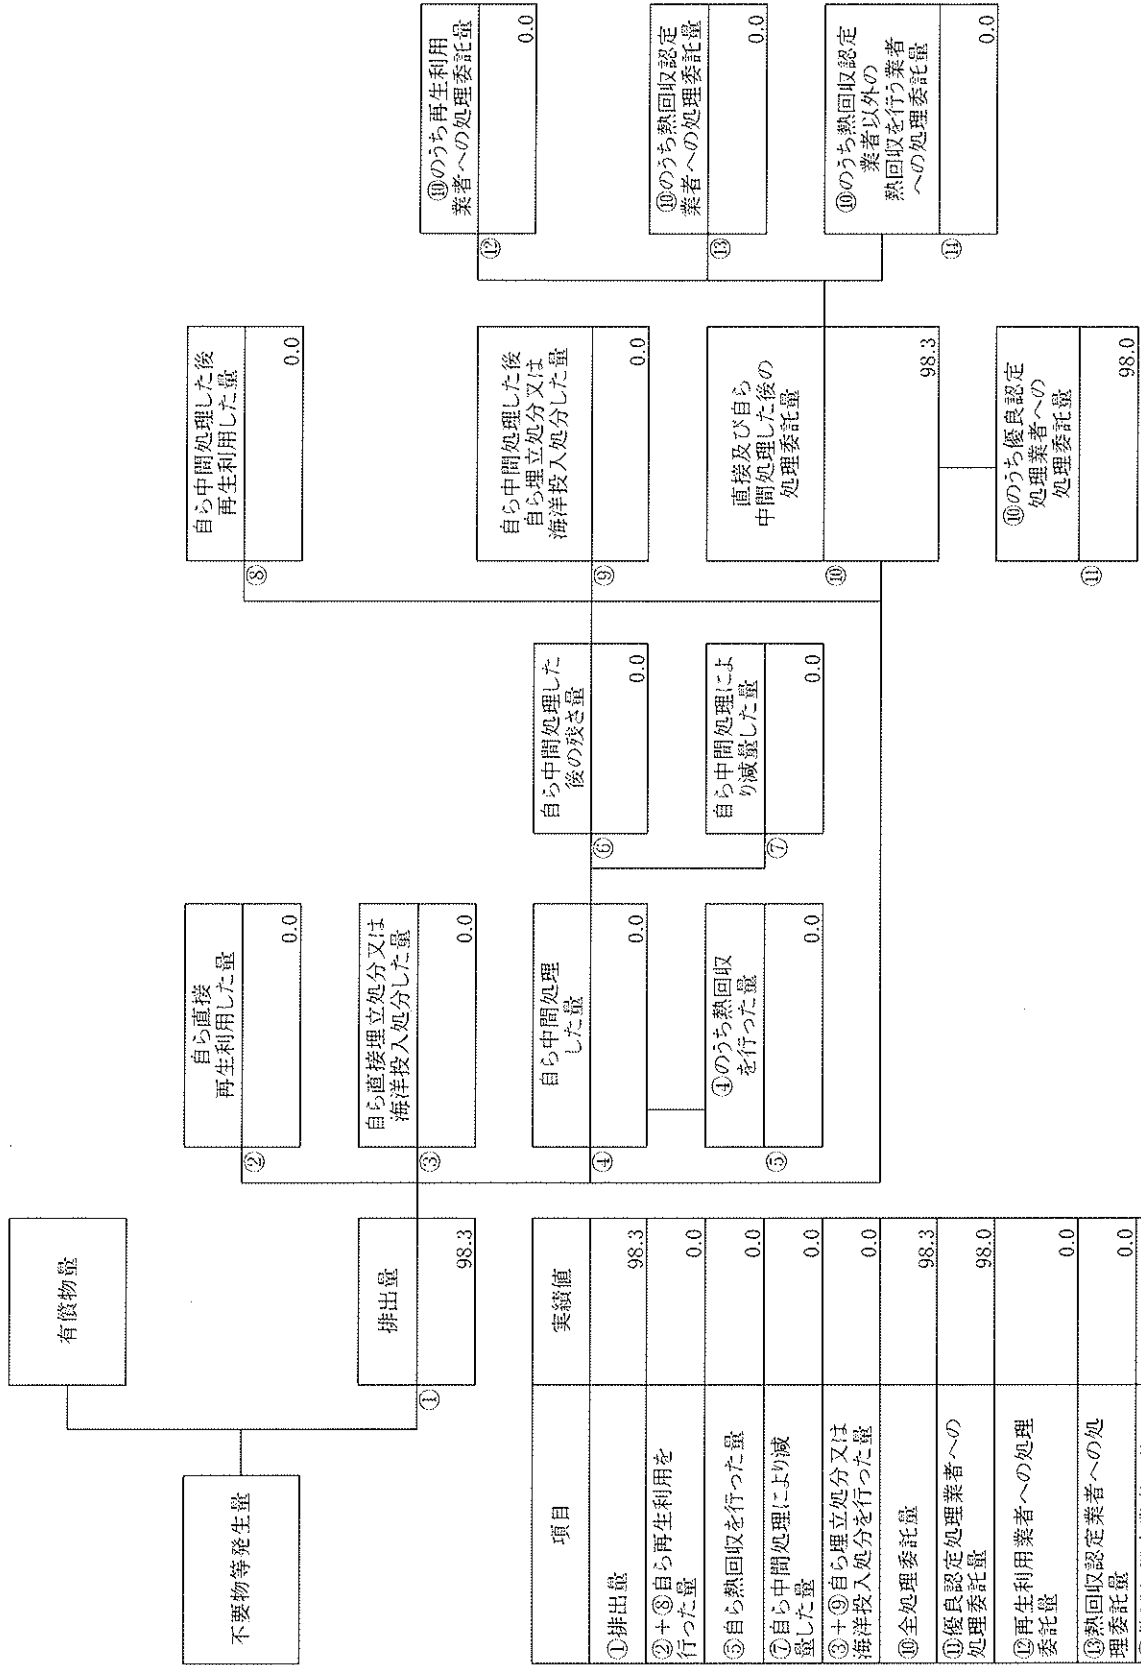 不要物等発生量
有償物量
①
排出量
98.3
②
自ら直接
再生利用した量
0.0
③
自ら直接埋立処分又は
海洋投入処分した量
0.0
④
自ら中間処理
した量
0.0
⑤
④のうち熱回収
を行った量
0.0
⑥
自ら中間処理した
後の残さ量
0.0
⑦
自ら中間処理によ
り減量した量
0.0
⑧
自ら中間処理した後
再生利用した量
0.0
⑨
自ら中間処理した後
自ら埋立処分又は
海洋投入処分した量
0.0
⑩
直接及び自ら
中間処理した後の
処理委託量
98.3
⑪
⑩のうち優良認定
処理業者への
処理委託量
98.0
⑫
⑩のうち再生利用
業者への処理委託量
0.0
⑬
⑩のうち熱回収認定
業者への処理委託量
0.0
⑭
⑩のうち熱回収認定
業者以外の
熱回収を行う業者
への処理委託量
0.0
項目 実績値
①排出量 98.3
②+⑧自ら再生利用を
行った量 0.0
⑤自ら熱回収を行った量 0.0
⑦自ら中間処理により減
量した量 0.0
③+⑨自ら埋立処分又は
海洋投入処分を行った量 0.0
⑩全処理委託量 98.3
⑪優良認定処理業者への
処理委託量 98.0
⑫再生利用業者への処理
委託量 0.0
⑬熱回収認定業者への処
理委託量 0.0